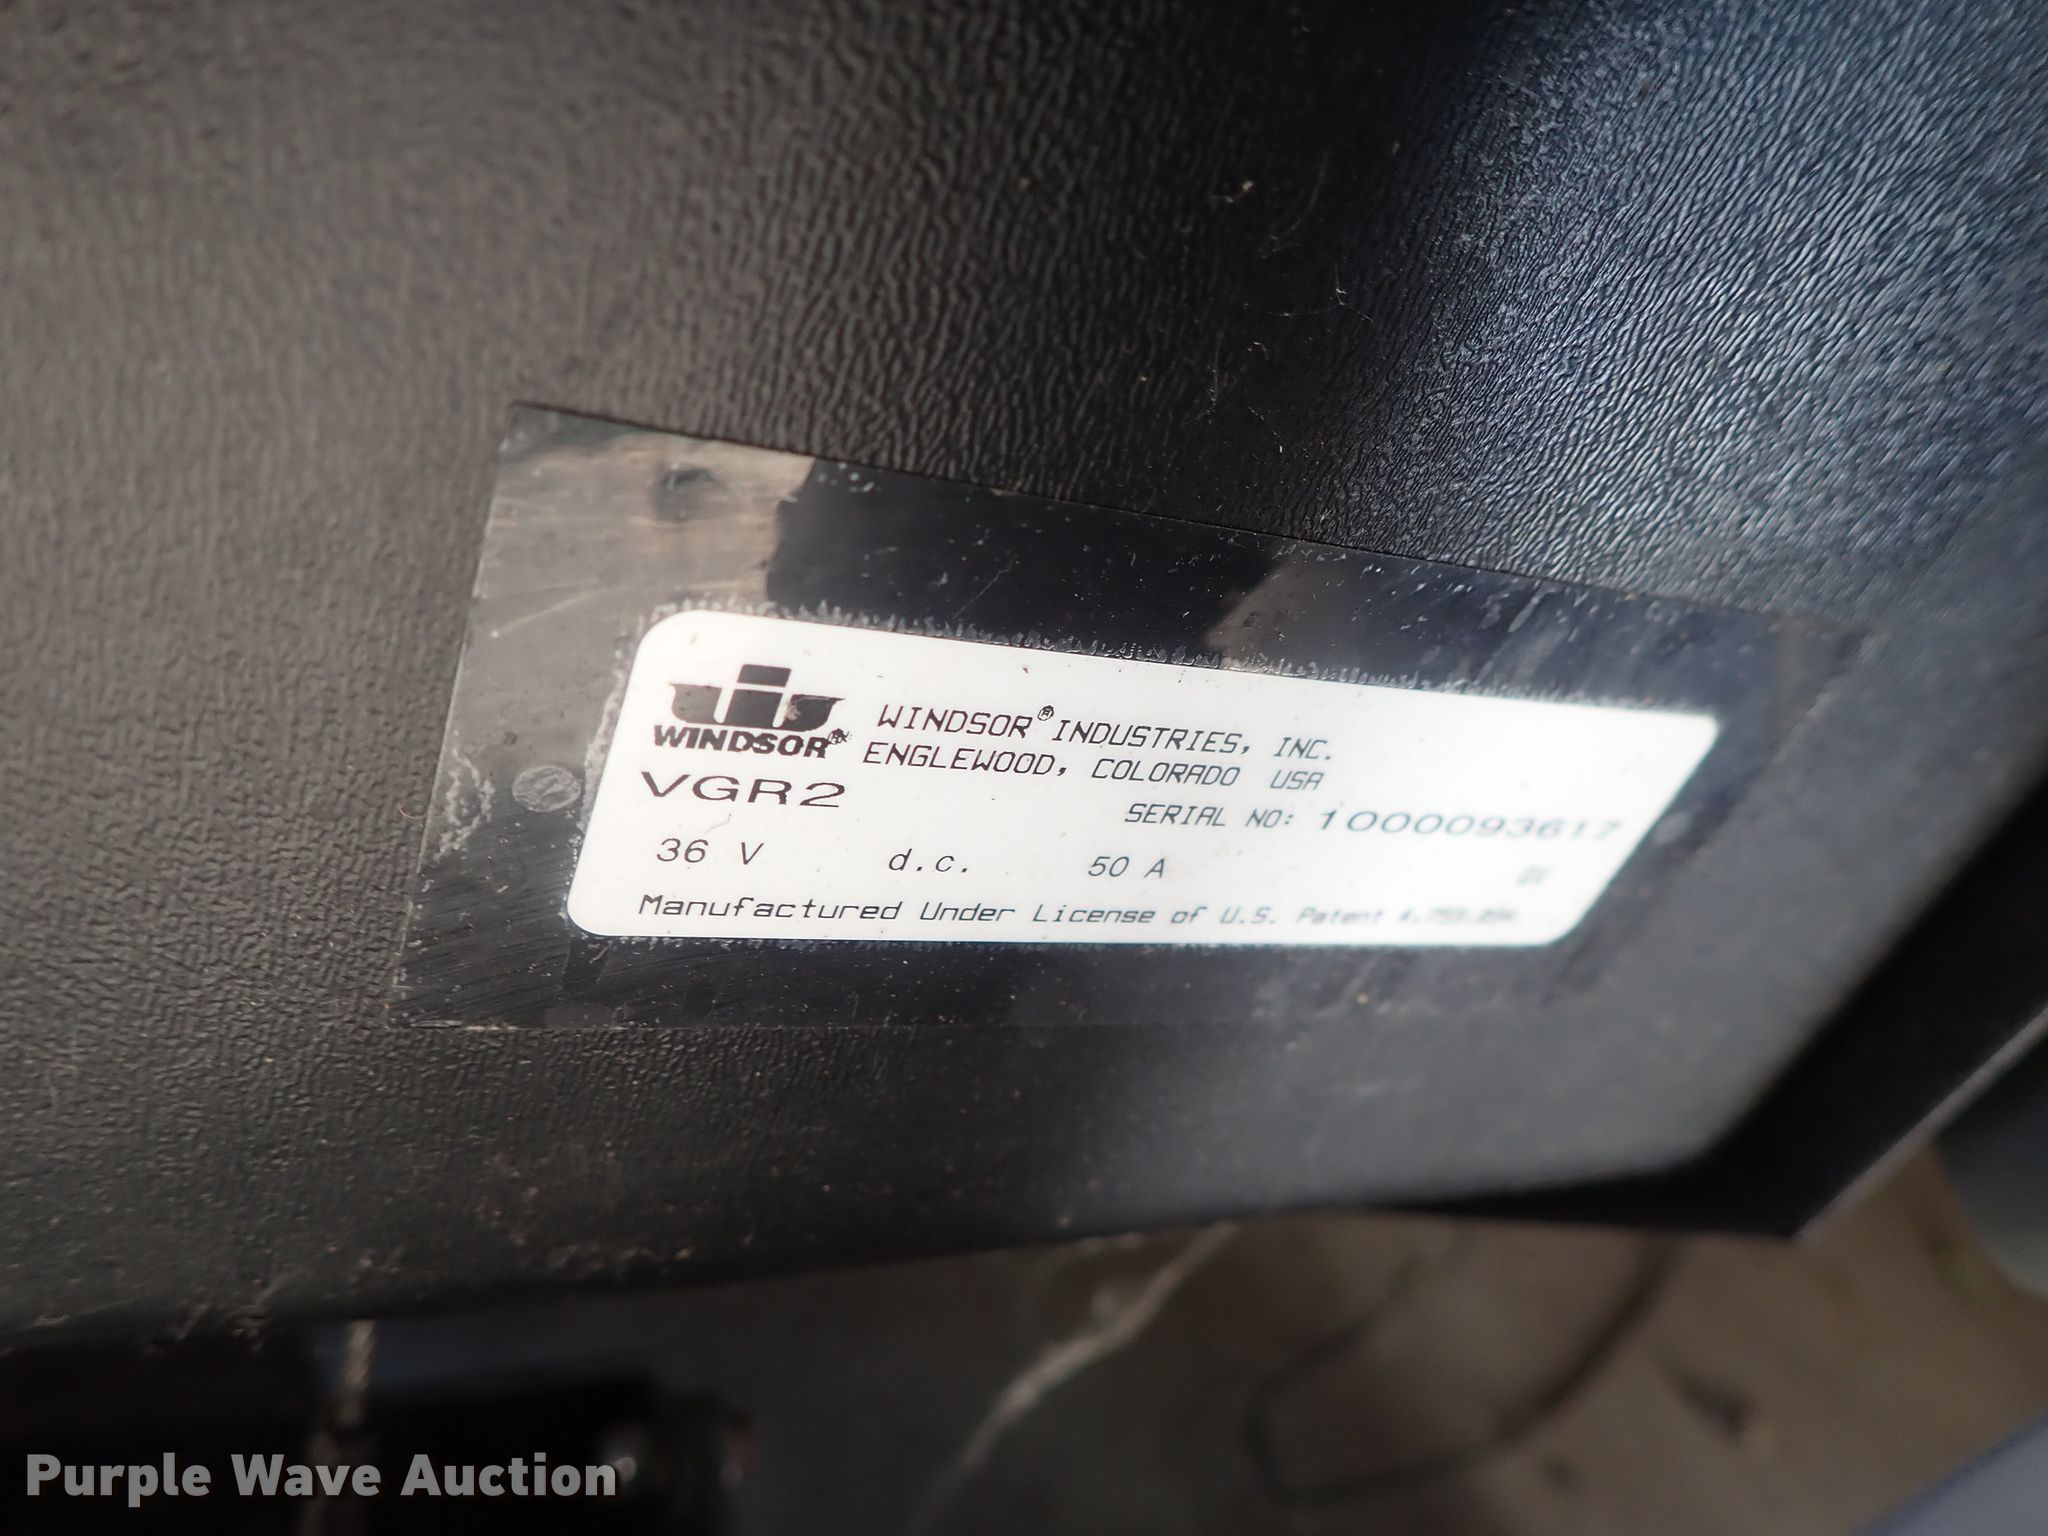 WINDSOR® WINDSOR® INDUSTRIES, INC.
ENGLEWOOD, COLORADO USA
VGR2
SERIAL NO: 1000093617
36 V d.c. 50 A
Manufactured Under License of U.S. Patent
Purple Wave Auction